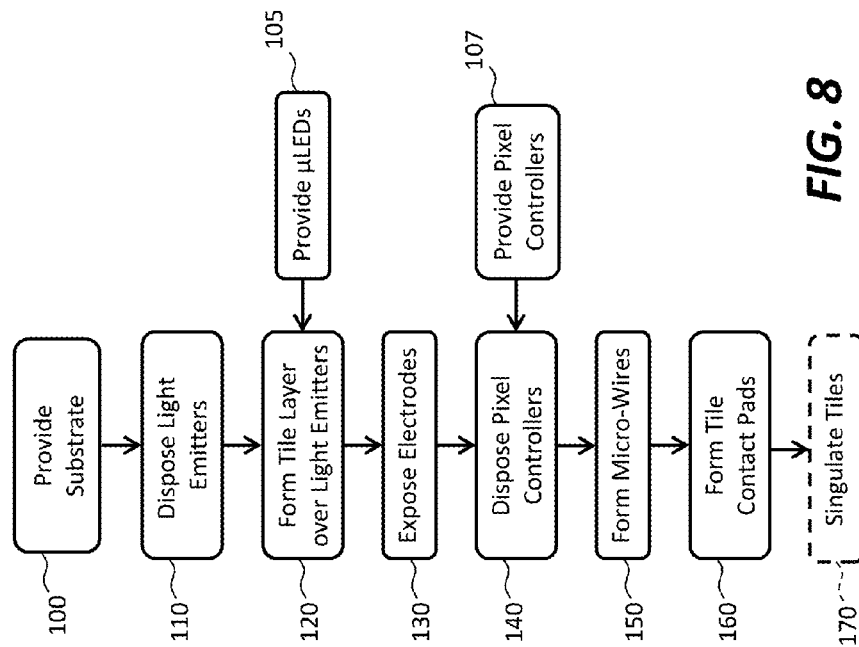 100
Provide
Substrate
110
Dispose Light
Emitters
105
Provide µLEDs
120
Form Tile Layer
over Light Emitters
130
Expose Electrodes
107
Provide Pixel
Controllers
140
Dispose Pixel
Controllers
150
Form Micro-Wires
160
Form Tile
Contact Pads
170
Singulate Tiles
FIG. 8